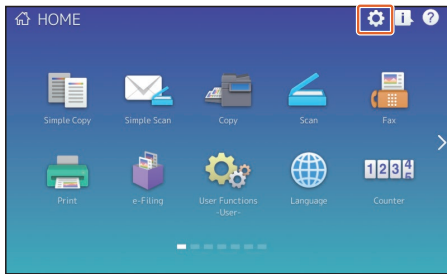 HOME
Simple Copy
Simple Scan
Copy
Scan
Fax
Print
e-Filing
User Functions
-User-
Language
Counter